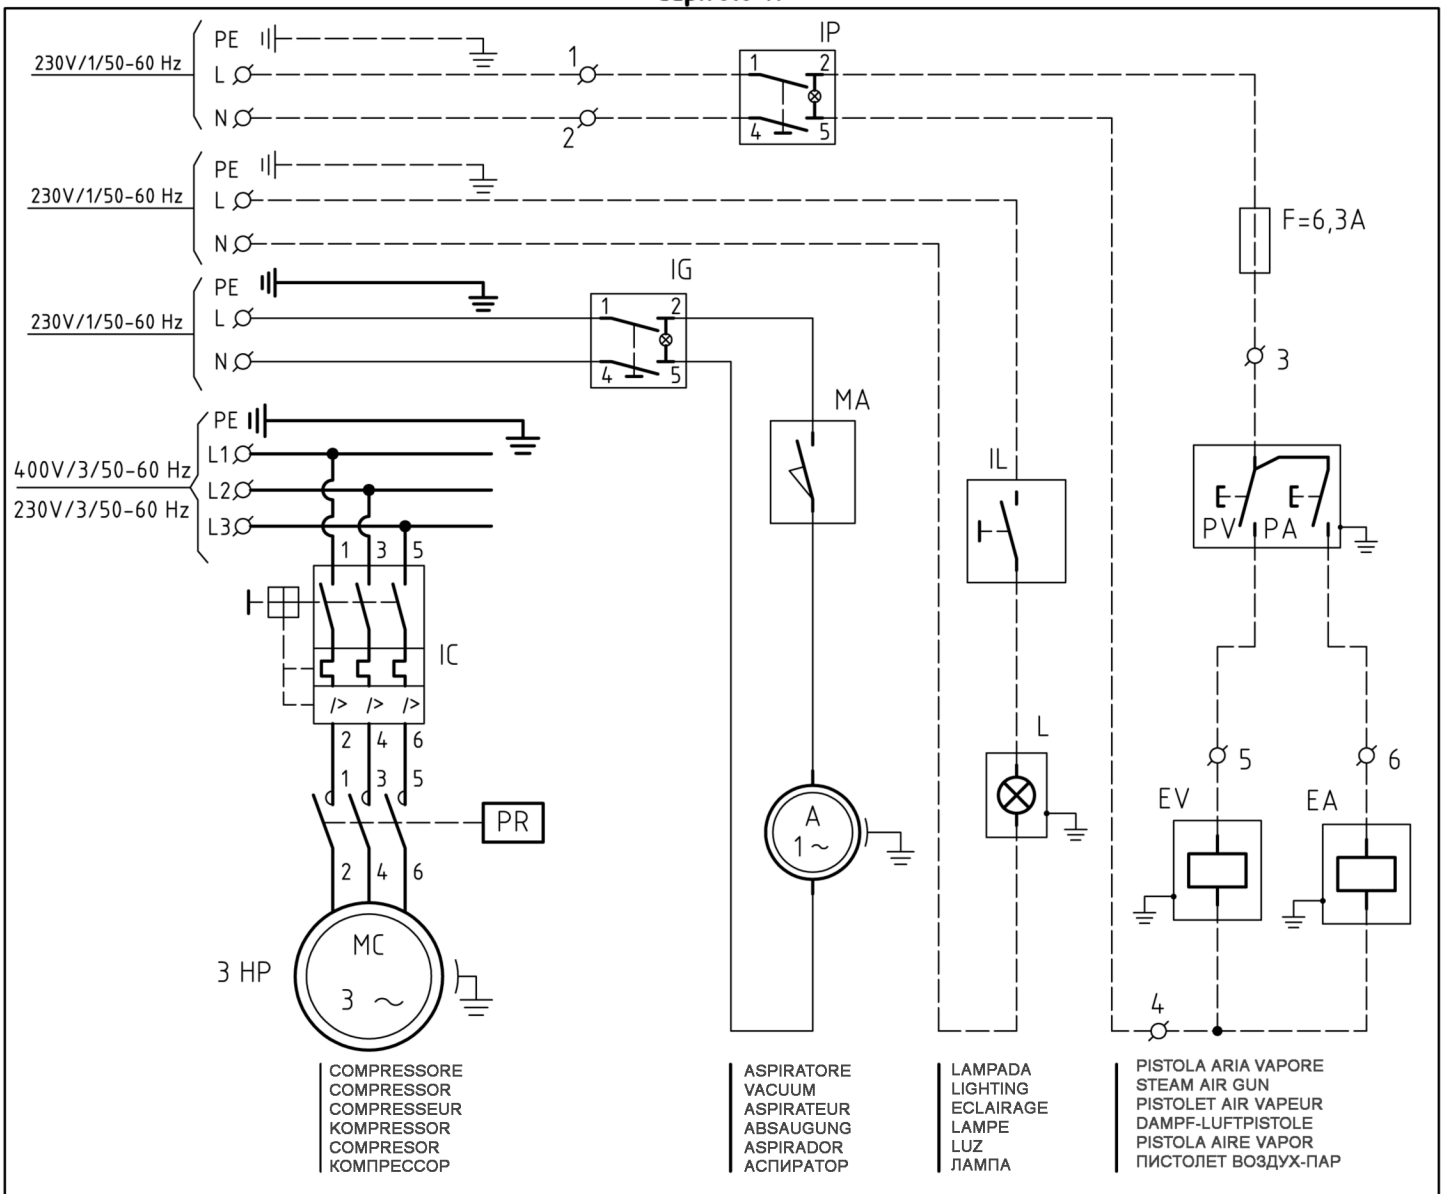 IP
PE
230V/1/50-60 Hz
L
1
1
2
N
2
4
5
PE
230V/1/50-60 Hz
L
F=6,3A
N
IG
PE
L
1
2
230V/1/50-60 Hz
3
N
4
5
MA
PE
L1
IL
400V/3/50-60 Hz
L2
230V/3/50-60 Hz
L3
PV
PA
1
3
5
IC
/>
/>
/>
2
4
6
L
5
6
1
3
5
EV
EA
PR
A
1~
2
4
6
MC
3 HP
3 ~
4
COMPRESSORE
COMPRESSOR
COMPRESSEUR
KOMPRESSOR
COMPRESOR
КОМПРЕССОР
ASPIRATORE
VACUUM
ASPIRATEUR
ABSAUGUNG
ASPIRADOR
АСПИРАТОР
LAMPADA
LIGHTING
ECLAIRAGE
LAMPE
LUZ
ЛАМПА
PISTOLA ARIA VAPORE
STEAM AIR GUN
PISTOLET AIR VAPEUR
DAMPF-LUFTPISTOLE
PISTOLA AIRE VAPOR
ПИСТОЛЕТ ВОЗДУХ-ПАР